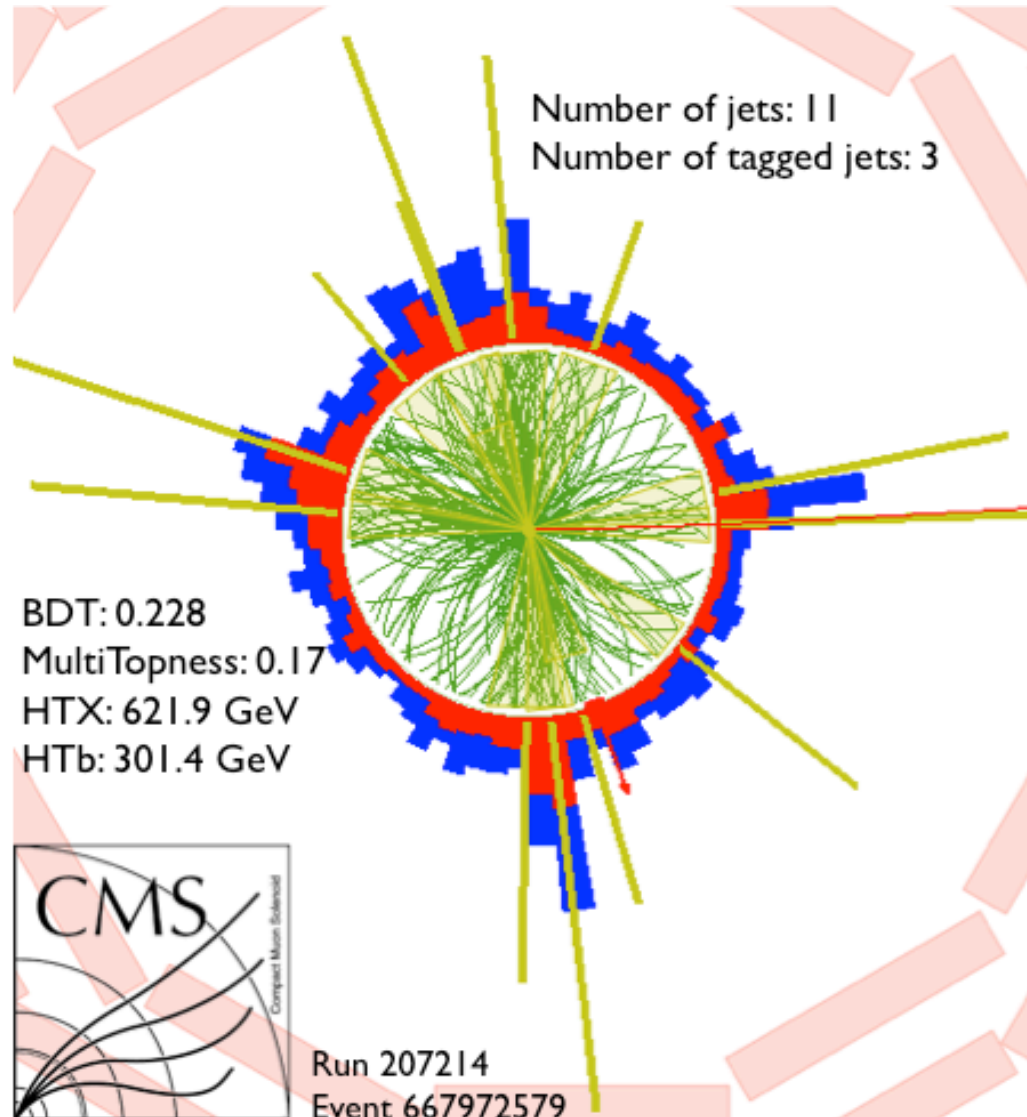 Number of jets: 11
Number of tagged jets: 3
BDT: 0.228
MultiTopness: 0.17
HTX: 621.9 GeV
HTb: 301.4 GeV
CMS
Compact Muon Solenoid
Run 207214
Event 667972579